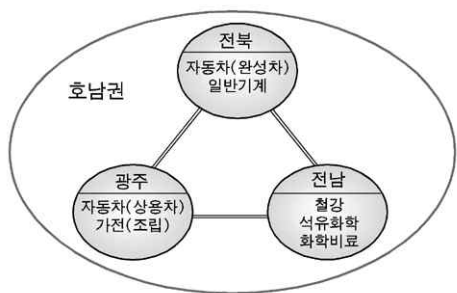 전북
자동차(완성차)
일반기계
호남권
광주
자동차(상용차)
가전(조립)
전남
철강
석유화학
화학비료